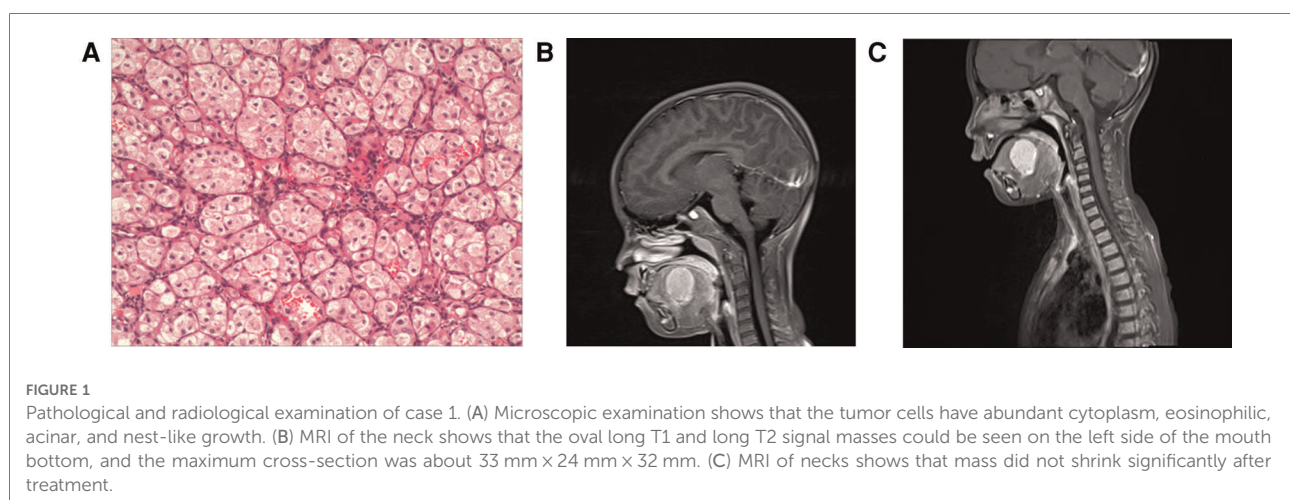 A
B
C
FIGURE 1
Pathological and radiological examination of case 1. (A) Microscopic examination shows that the tumor cells have abundant cytoplasm, eosinophilic,
acinar, and nest-like growth. (B) MRI of the neck shows that the oval long T1 and long T2 signal masses could be seen on the left side of the mouth
bottom, and the maximum cross-section was about 33 mm × 24 mm × 32 mm. (C) MRI of necks shows that mass did not shrink significantly after
treatment.